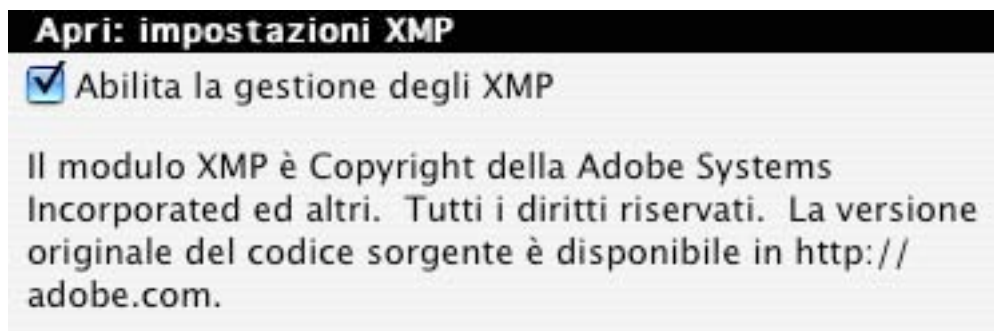 Apri: impostazioni XMP
Abilita la gestione degli XMP
Il modulo XMP è Copyright della Adobe Systems
Incorporated ed altri.  Tutti i diritti riservati.  La versione
originale del codice sorgente è disponibile in http://
adobe.com.